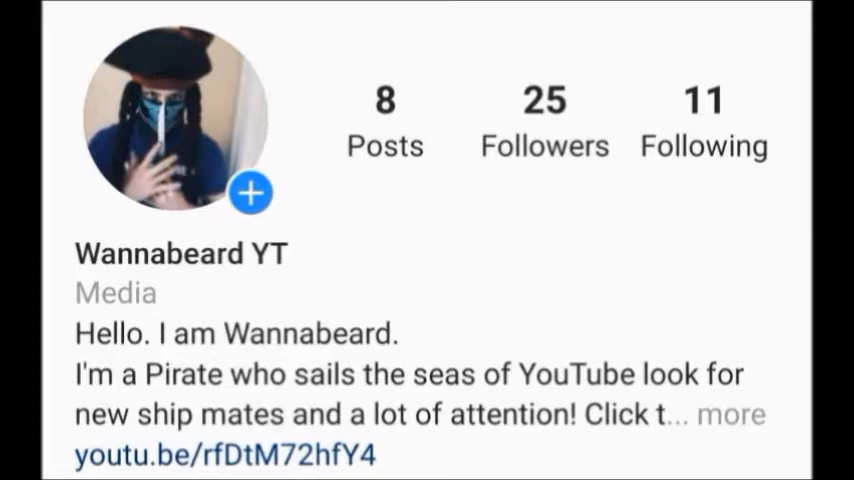 8 25 11
Posts Followers Following
Wannabeard YT
Media
Hello. I am Wannabeard.
I'm a Pirate who sails the seas of YouTube look for
new ship mates and a lot of attention! Click t... more
youtu.be/rfDtM72hfY4